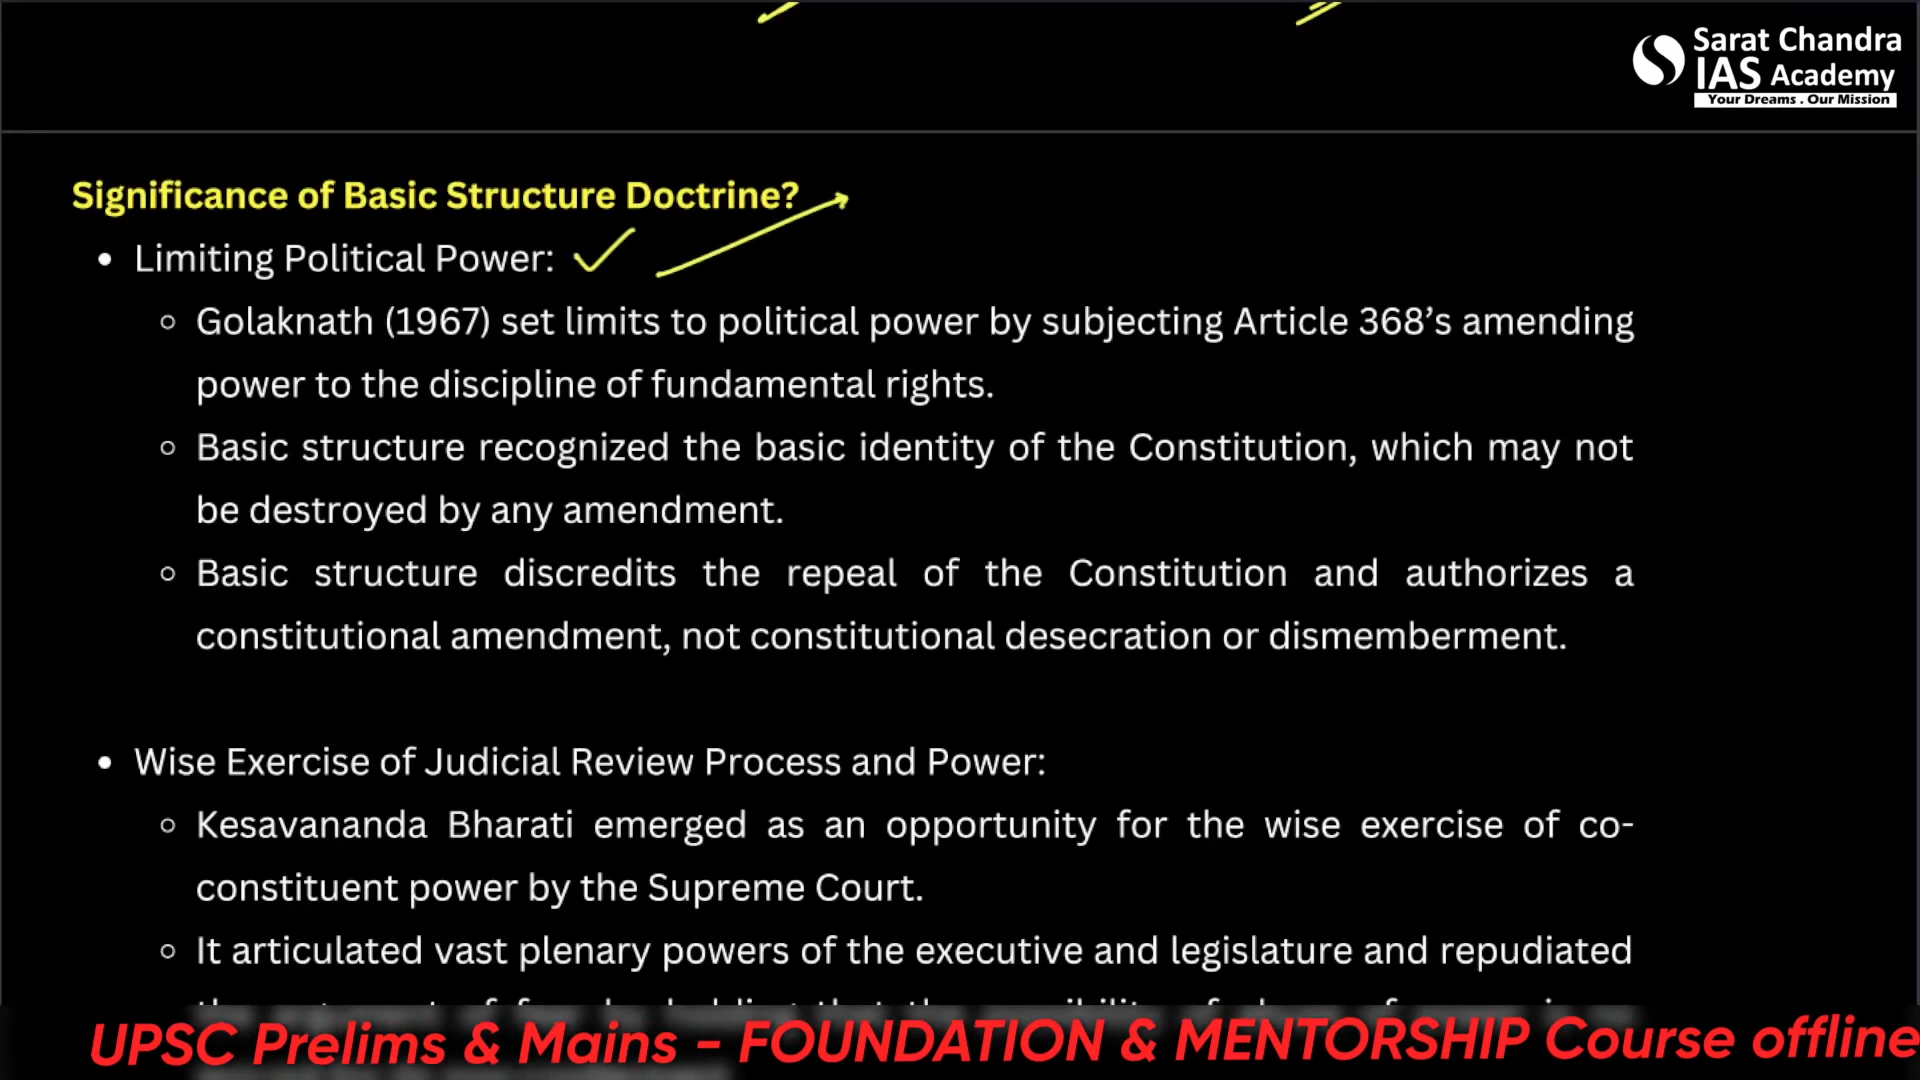 Sarat Chandra
IAS Academy
Your Dreams . Our Mission
Significance of Basic Structure Doctrine?
• Limiting Political Power:
◦ Golaknath (1967) set limits to political power by subjecting Article 368’s amending
power to the discipline of fundamental rights.
◦ Basic structure recognized the basic identity of the Constitution, which may not
be destroyed by any amendment.
◦ Basic structure discredits the repeal of the Constitution and authorizes a
constitutional amendment, not constitutional desecration or dismemberment.
• Wise Exercise of Judicial Review Process and Power:
◦ Kesavananda Bharati emerged as an opportunity for the wise exercise of co-
constituent power by the Supreme Court.
◦ It articulated vast plenary powers of the executive and legislature and repudiated
UPSC Prelims & Mains - FOUNDATION & MENTORSHIP Course offline